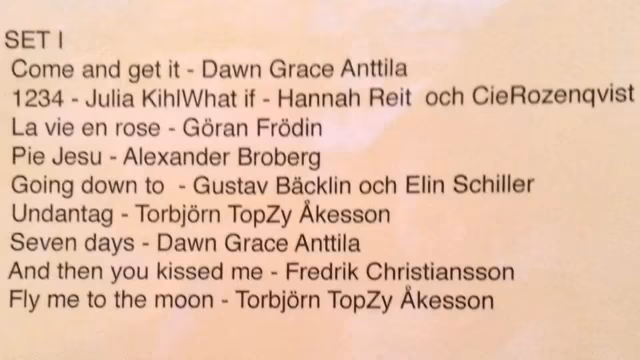 SET I
Come and get it - Dawn Grace Anttila
1234 - Julia KihlWhat if - Hannah Reit och CieRozenqvist
La vie en rose - Göran Frödin
Pie Jesu - Alexander Broberg
Going down to - Gustav Bäcklin och Elin Schiller
Undantag - Torbjörn TopZy Åkesson
Seven days - Dawn Grace Anttila
And then you kissed me - Fredrik Christiansson
Fly me to the moon - Torbjörn TopZy Åkesson